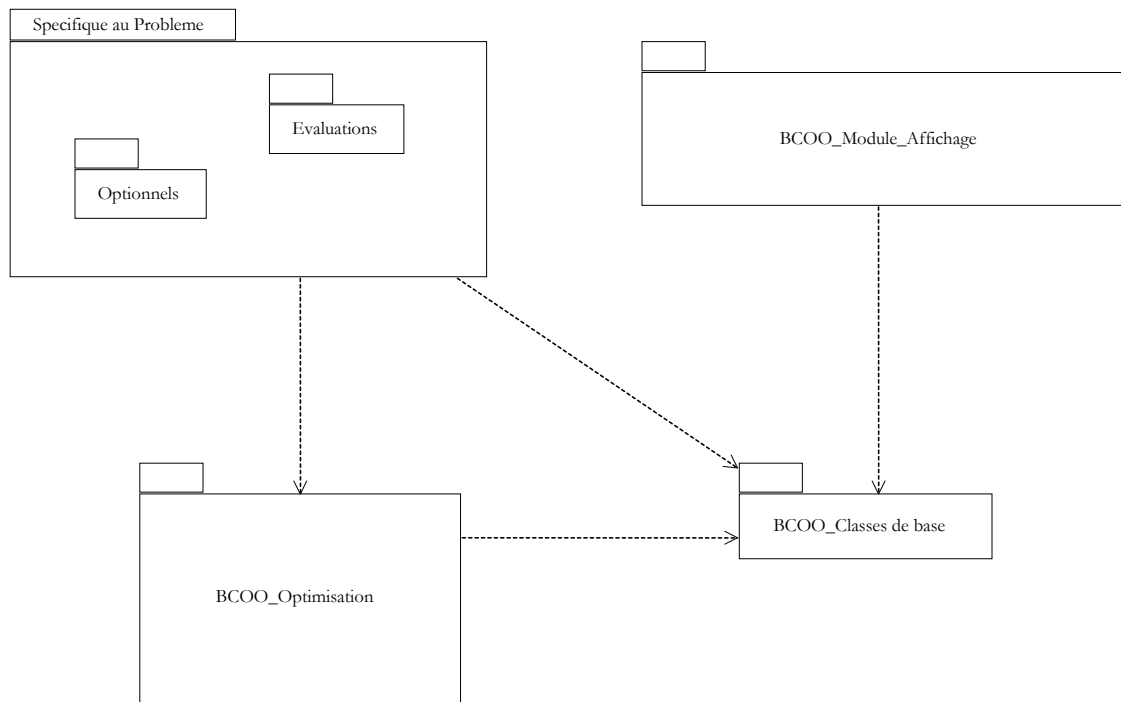 Specifique au Probleme
Evaluations
Optionnels
BCOO_Module_Affichage
BCOO_Classes de base
BCOO_Optimisation